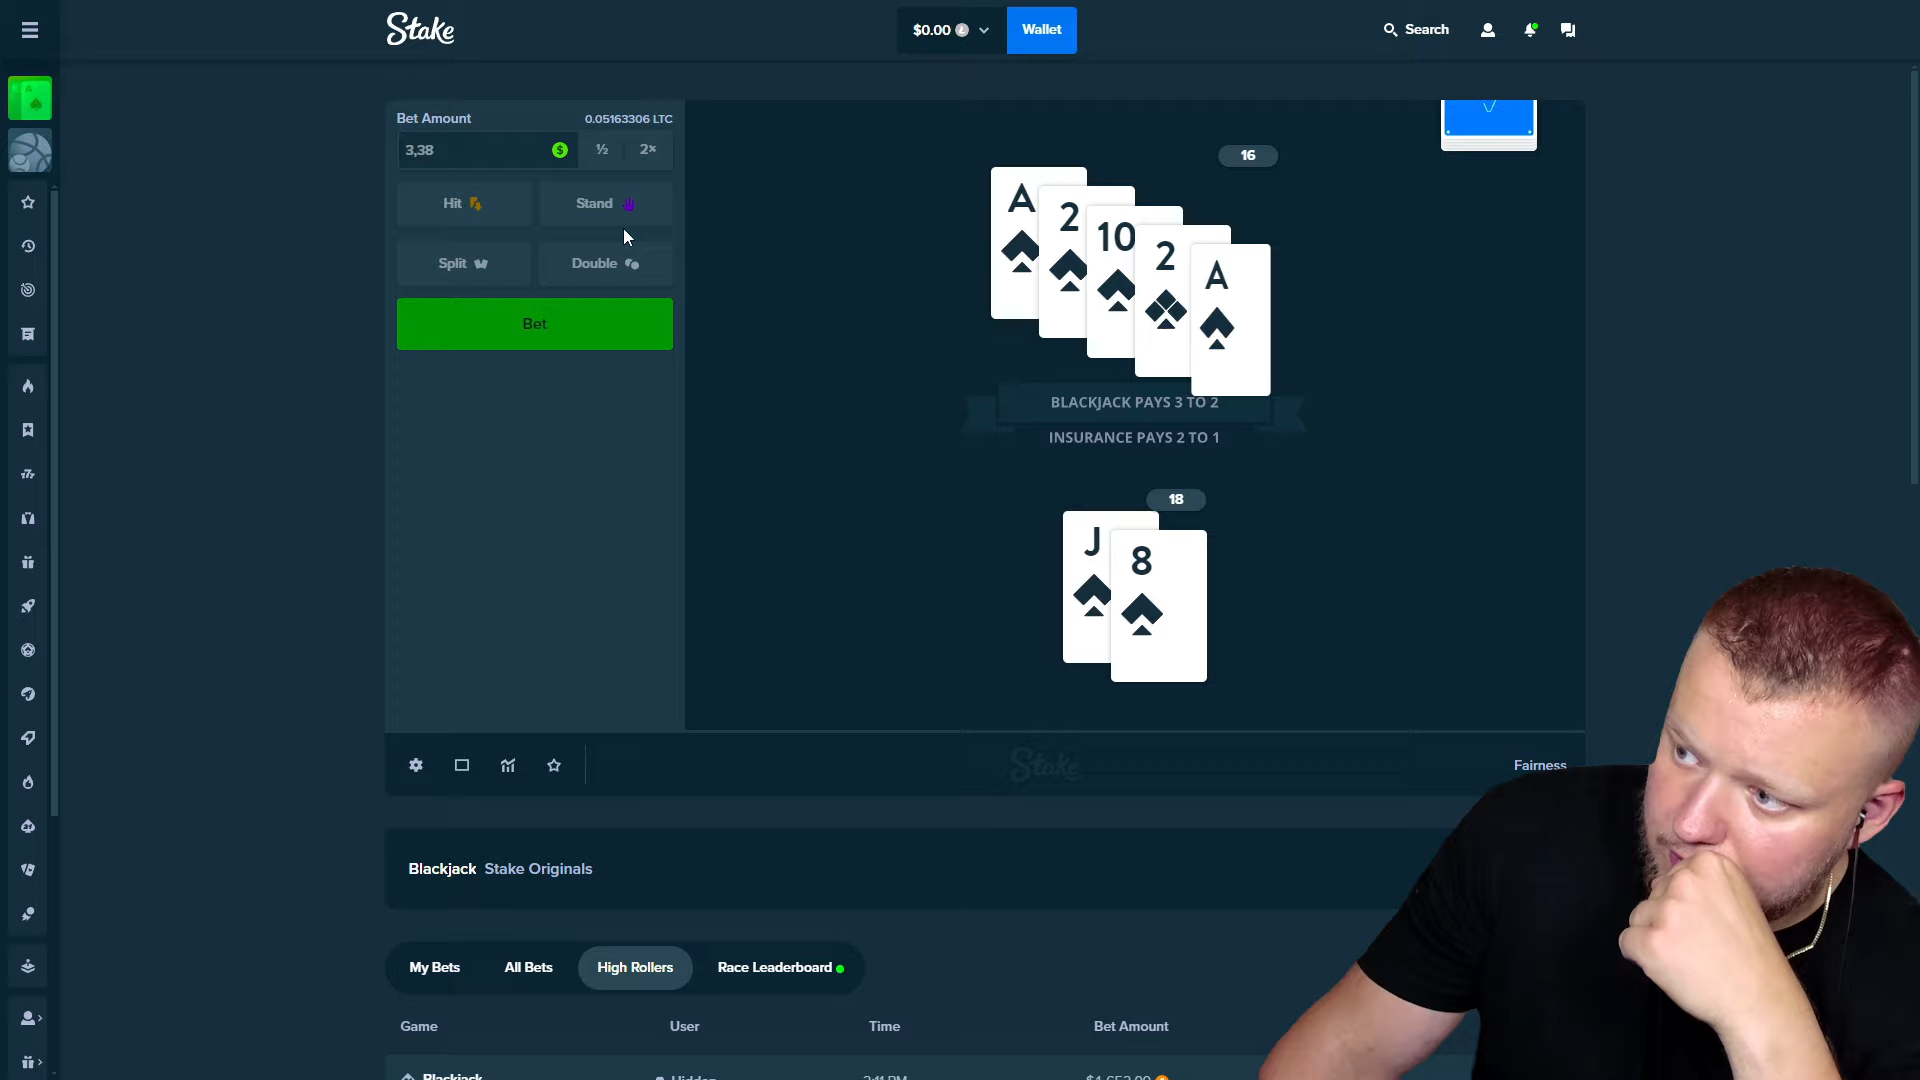 Stake
$0.00
Wallet
Search
Bet Amount
0.05163306 LTC
3,38
½
2×
Hit
Stand
Split
Double
Bet
16
A
2
10
2
A
BLACKJACK PAYS 3 TO 2
INSURANCE PAYS 2 TO 1
18
J
8
Stake
Fairness
Blackjack Stake Originals
My Bets
All Bets
High Rollers
Race Leaderboard
Game
User
Time
Bet Amount
Blackjack
Hidden